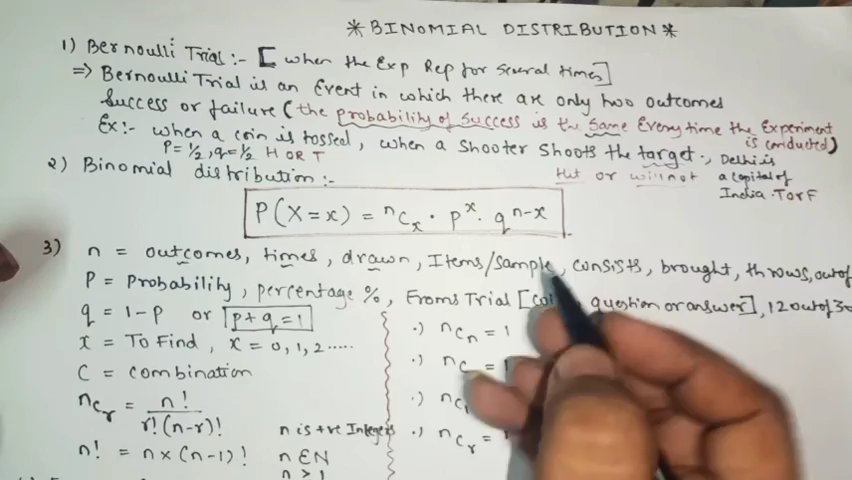 *BINOMIAL DISTRIBUTION*
1) Bernoulli Trial :- [ when the Exp Rep for several times]
⇒ Bernoulli Trial is an Event in which there are only two outcomes
Success or failure ( the probability of success is the same Every time the Experiment
is conducted)
Ex:- when a coin is tossed, when a Shooter Shoots the target., Delhi is
P=1/2, q=1/2 H OR T
Hit or will not
a capital of
India. T or F
2) Binomial distribution :-
P(X=x) = nCx · p^x · q^n-x
3) n = outcomes, times, drawn, Items/Sample, consists, brought, throws, out of
P = Probability, percentage %, Froms Trial [ question or answer], 12 out of
q = 1-P or p+q=1
x = To Find, x = 0, 1, 2 .....
C = combination
nCr = n! / r!(n-r)!
n! = n×(n-1)!
n is +ve Integers
n ∈ N
n > 1
·) nCn = 1
·) nC =
·) nC
·) nCr =